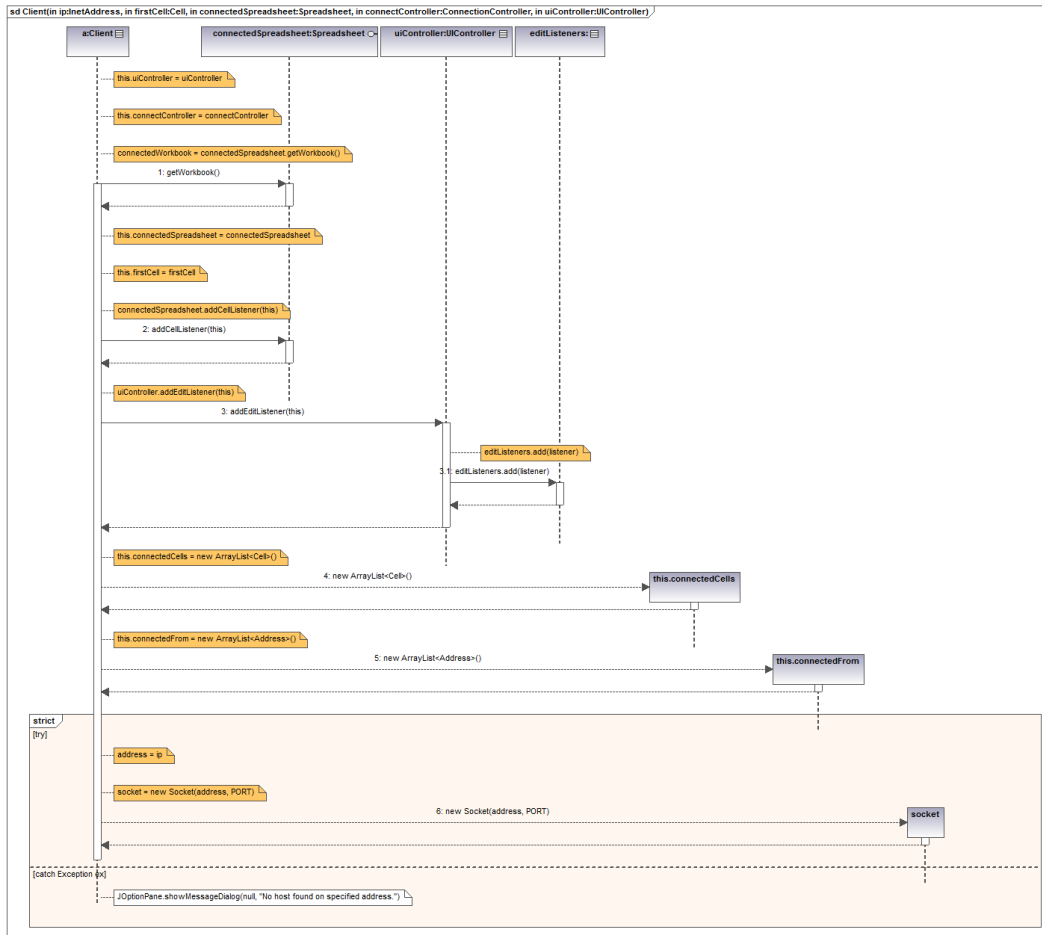 sd Client(in ip:InetAddress, in firstCell:Cell, in connectedSpreadsheet:Spreadsheet, in connectController:ConnectionController, in uiController:UIController)
a:Client
connectedSpreadsheet:Spreadsheet
uiController:UIController
editListeners:
this.uiController = uiController
this.connectController = connectController
connectedWorkbook = connectedSpreadsheet.getWorkbook()
1: getWorkbook()
this.connectedSpreadsheet = connectedSpreadsheet
this.firstCell = firstCell
connectedSpreadsheet.addCellListener(this)
2: addCellListener(this)
uiController.addEditListener(this)
3: addEditListener(this)
editListeners.add(listener)
3.1: editListeners.add(listener)
this.connectedCells = new ArrayList<Cell>()
4: new ArrayList<Cell>()
this.connectedCells
this.connectedFrom = new ArrayList<Address>()
5: new ArrayList<Address>()
this.connectedFrom
strict
[try]
address = ip
socket = new Socket(address, PORT)
6: new Socket(address, PORT)
socket
[catch Exception ex]
JOptionPane.showMessageDialog(null, "No host found on specified address.")